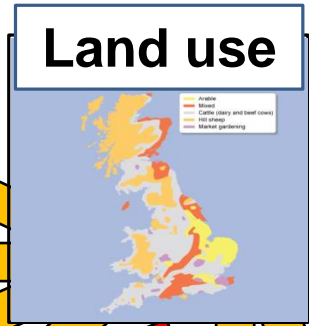 Land use
Arable
Mixed
Cattle (dairy and beef cows)
Hill sheep
Market gardening